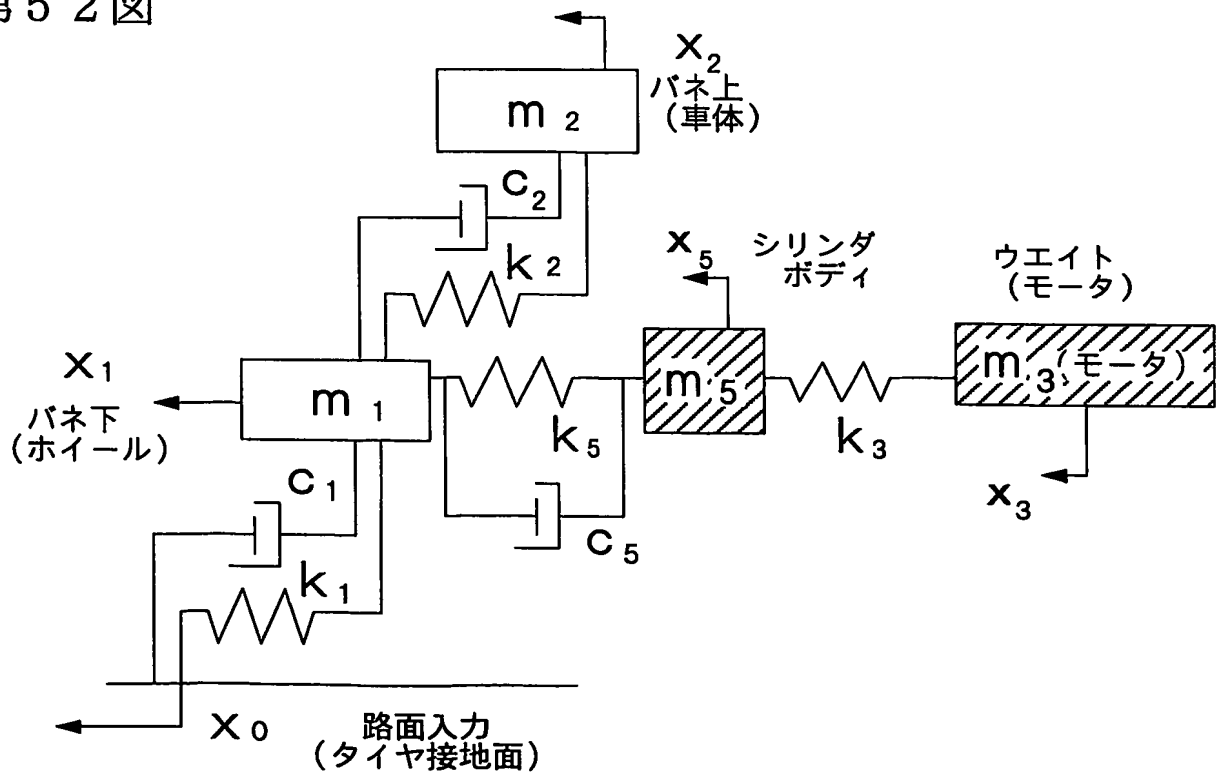 第５２図
x₂
バネ上
（車体）
m₂
c₂
k₂
x₅
シリンダ
ボディ
ウエイト
（モータ）
x₁
バネ下
（ホイール）
m₁
k₅
m₅
k₃
m₃（モータ）
x₃
c₁
c₅
k₁
x₀
路面入力
（タイヤ接地面）